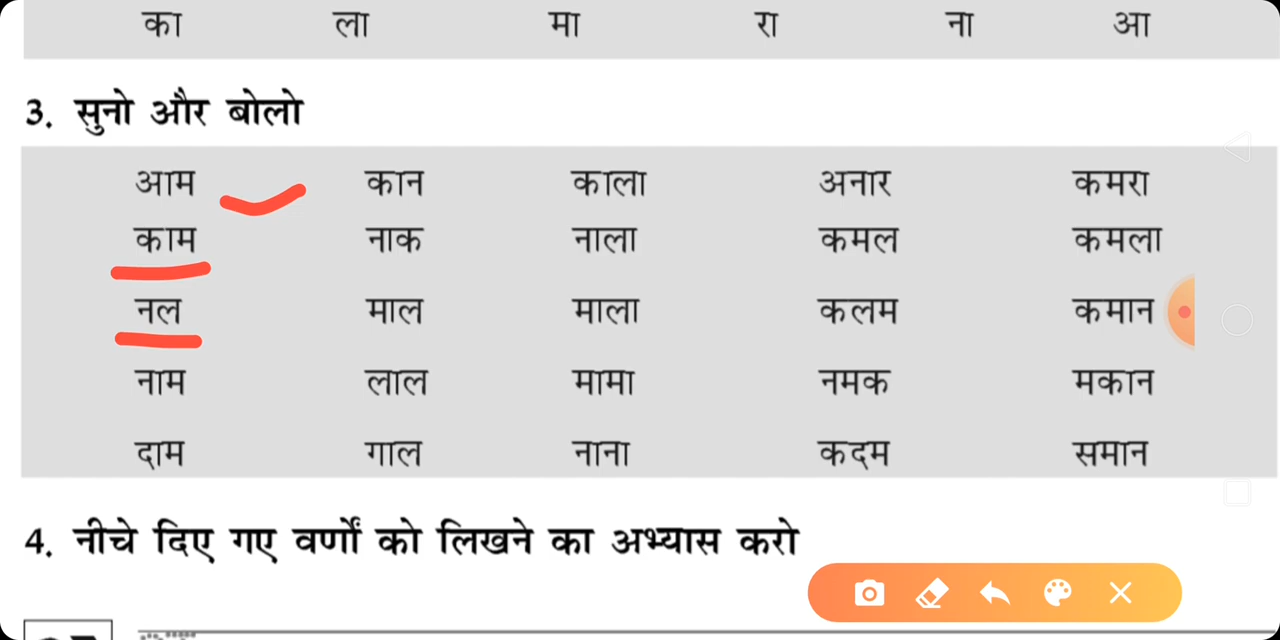 का ला मा रा ना आ
3. सुनो और बोलो
आम कान काला अनार कमरा
काम नाक नाला कमल कमला
नल माल माला कलम कमान
नाम लाल मामा नमक मकान
दाम गाल नाना कदम समान
4. नीचे दिए गए वर्णों को लिखने का अभ्यास करो